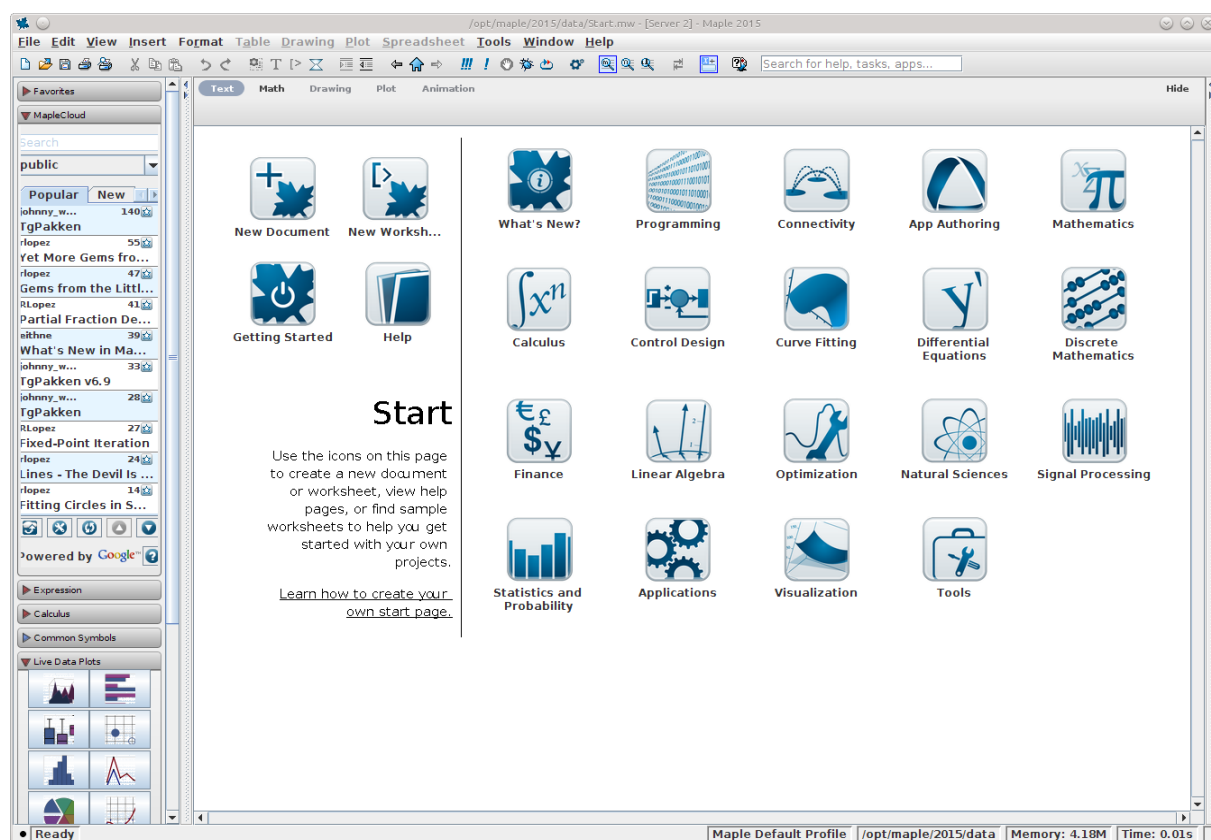 /opt/maple/2015/data/Start.mw - [Server 2] - Maple 2015
File Edit View Insert Format Table Drawing Plot Spreadsheet Tools Window Help
Search for help, tasks, apps...
Favorites
Text Math Drawing Plot Animation Hide
MapleCloud
Search
public
Popular New
johnny_w... 140
TgPakken
rlopez 55
Yet More Gems fro...
rlopez 47
Gems from the Littl...
RLopez 41
Partial Fraction De...
eithne 39
What's New in Ma...
johnny_w... 33
TgPakken v6.9
johnny_w... 28
TgPakken
RLopez 27
Fixed-Point Iteration
rlopez 24
Lines - The Devil Is ...
rlopez 14
Fitting Circles in S...
Powered by Google™
Expression
Calculus
Common Symbols
Live Data Plots
New Document New Worksh...
Getting Started Help
Start
Use the icons on this page
to create a new document
or worksheet, view help
pages, or find sample
worksheets to help you get
started with your own
projects.
Learn how to create your
own start page.
What's New? Programming Connectivity App Authoring Mathematics
Calculus Control Design Curve Fitting Differential Equations Discrete Mathematics
Finance Linear Algebra Optimization Natural Sciences Signal Processing
Statistics and Probability Applications Visualization Tools
Ready
Maple Default Profile /opt/maple/2015/data Memory: 4.18M Time: 0.01s